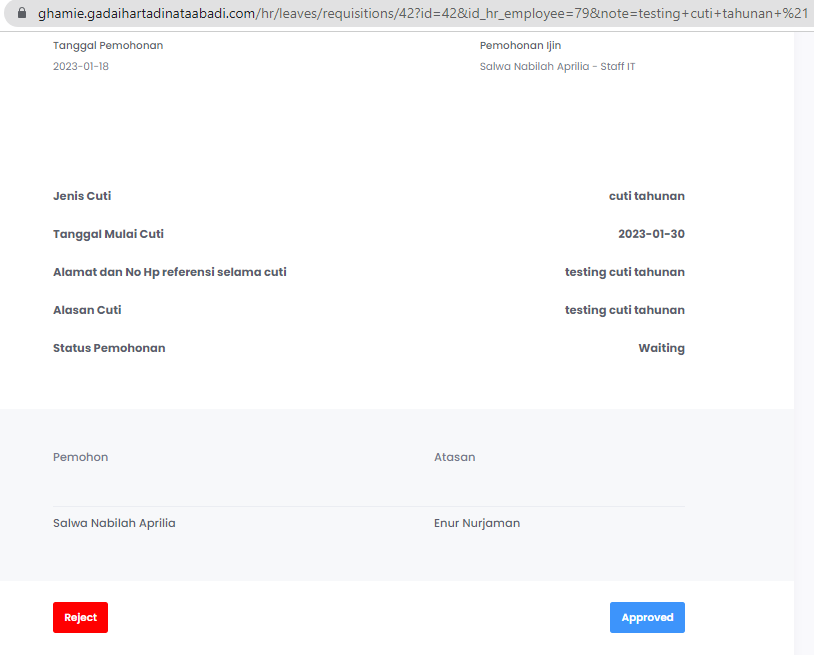 ghamie.gadaihartadinataabadi.com/hr/leaves/requisitions/42?id=42&id_hr_employee=79&note=testing+cuti+tahunan+%21
Tanggal Pemohonan Pemohonan Ijin
2023-01-18 Salwa Nabilah Aprilia - Staff IT
Jenis Cuti cuti tahunan
Tanggal Mulai Cuti 2023-01-30
Alamat dan No Hp referensi selama cuti testing cuti tahunan
Alasan Cuti testing cuti tahunan
Status Pemohonan Waiting
Pemohon Atasan
Salwa Nabilah Aprilia Enur Nurjaman
Reject Approved